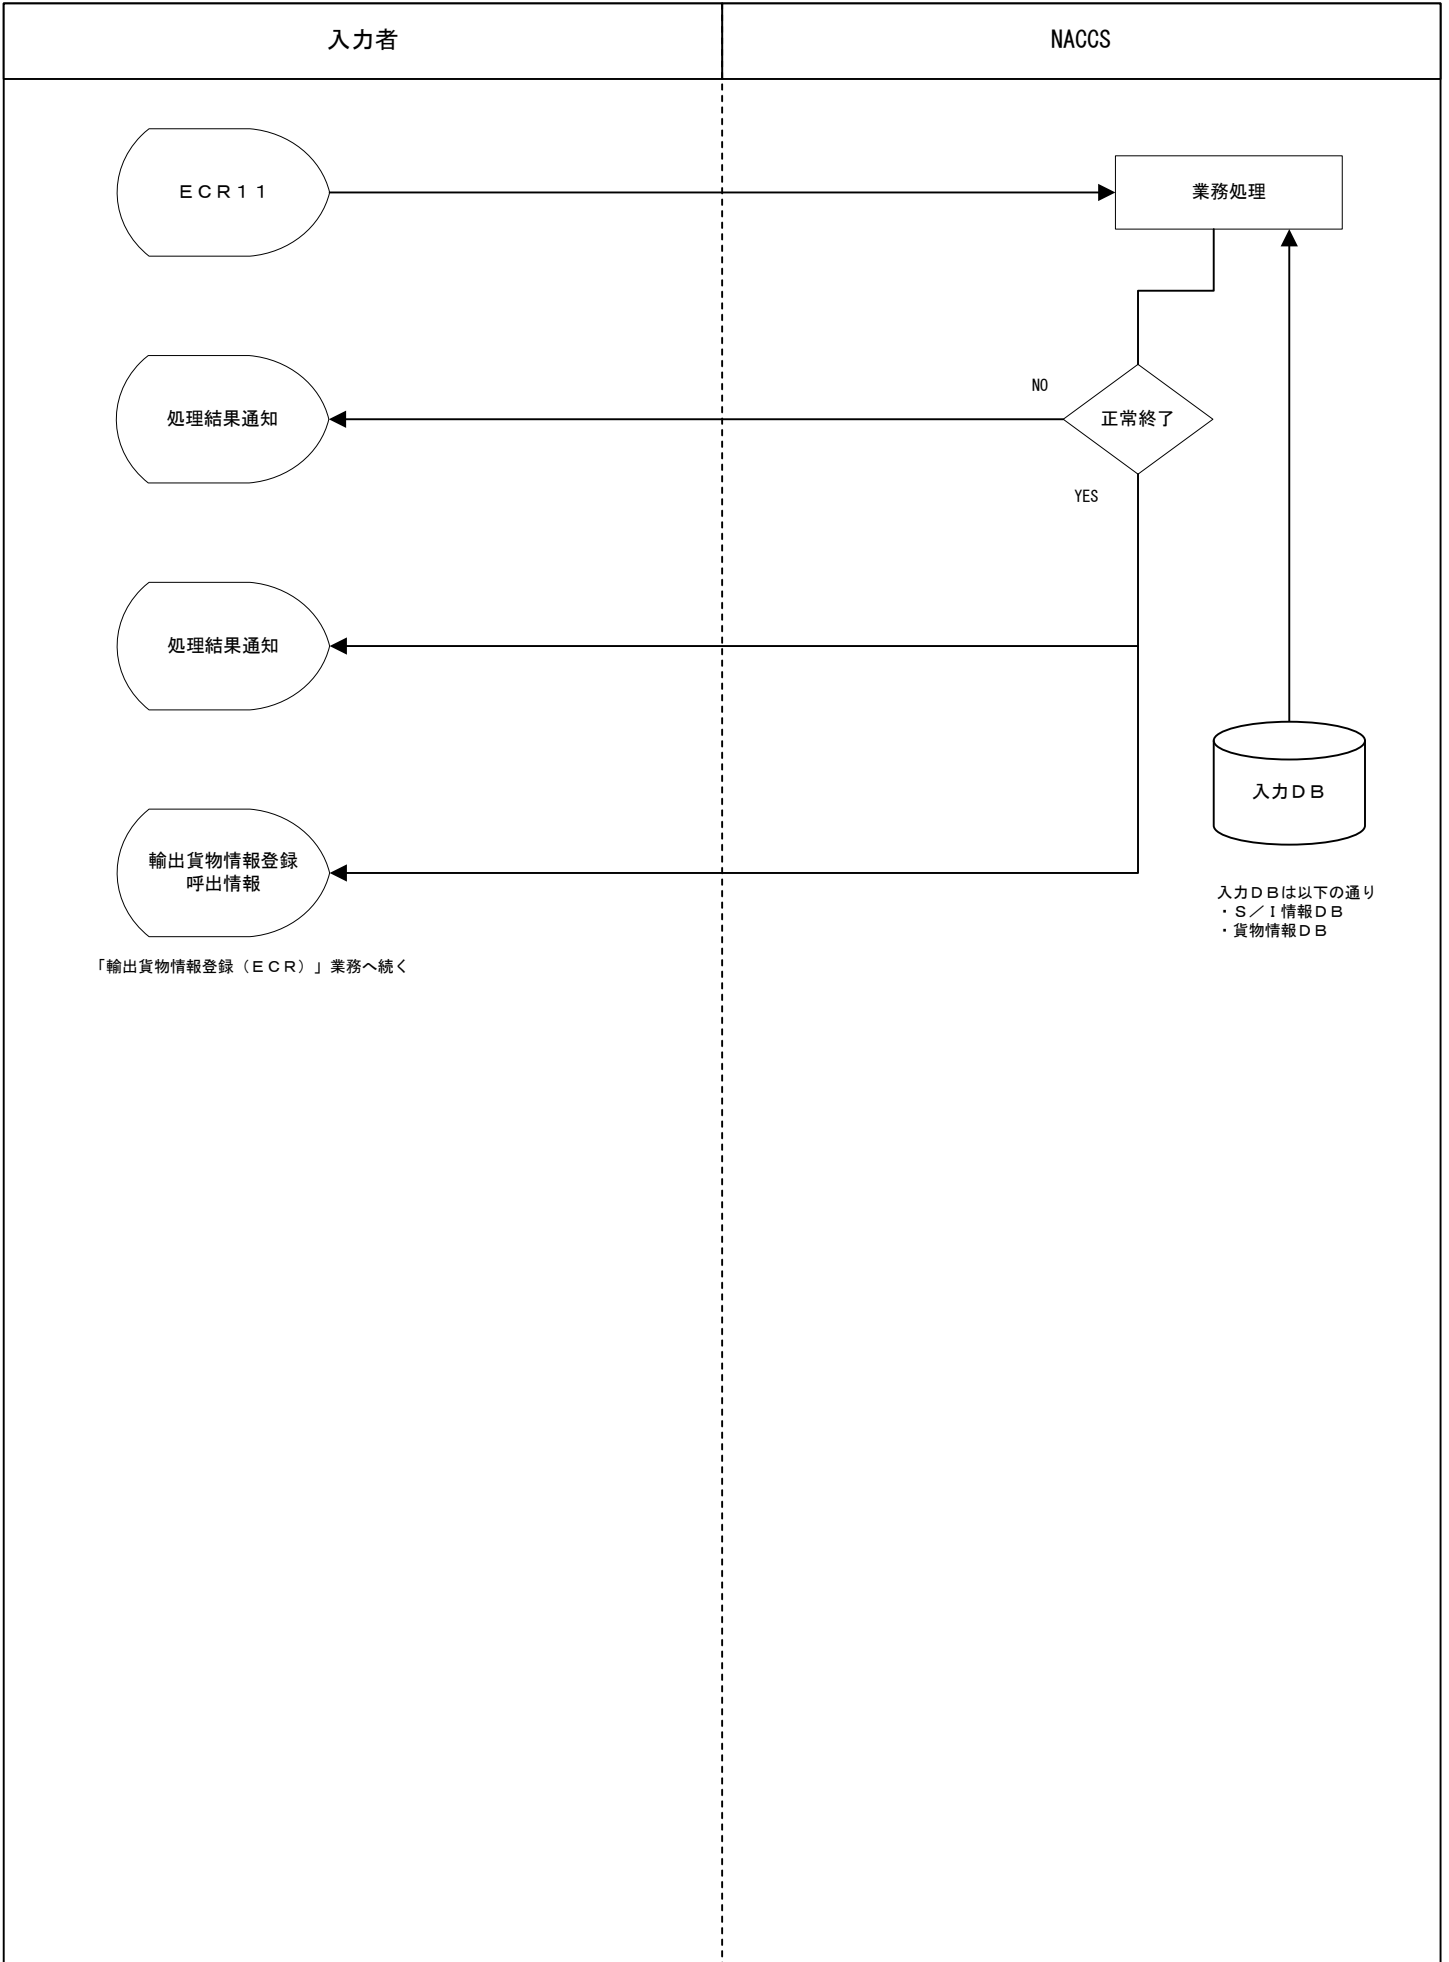 入力者
NACCS
ＥＣＲ１１
業務処理
NO
処理結果通知
正常終了
YES
処理結果通知
入力ＤＢ
輸出貨物情報登録
呼出情報
入力ＤＢは以下の通り
・Ｓ／Ｉ情報ＤＢ
・貨物情報ＤＢ
「輸出貨物情報登録（ＥＣＲ）」業務へ続く